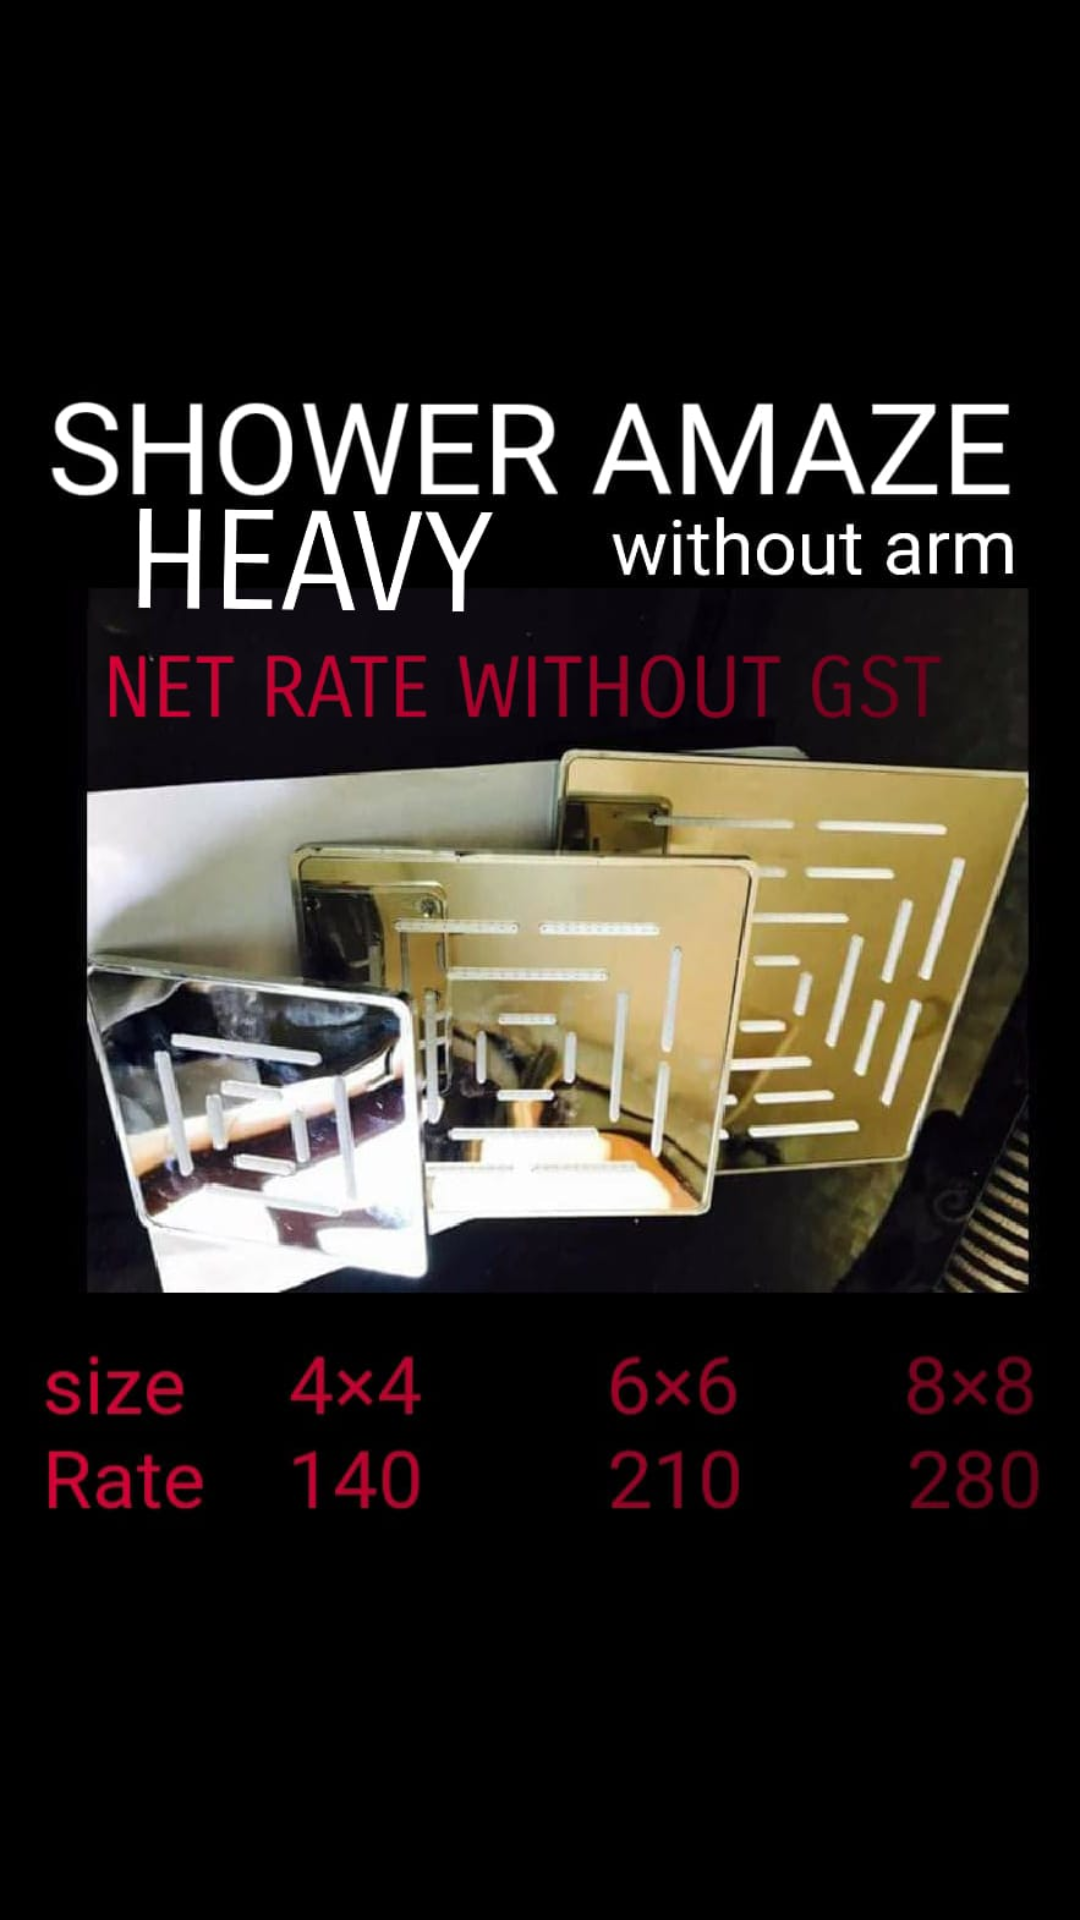 SHOWER AMAZE
HEAVY without arm
NET RATE WITHOUT GST
size 4×4 6×6 8×8
Rate 140 210 280